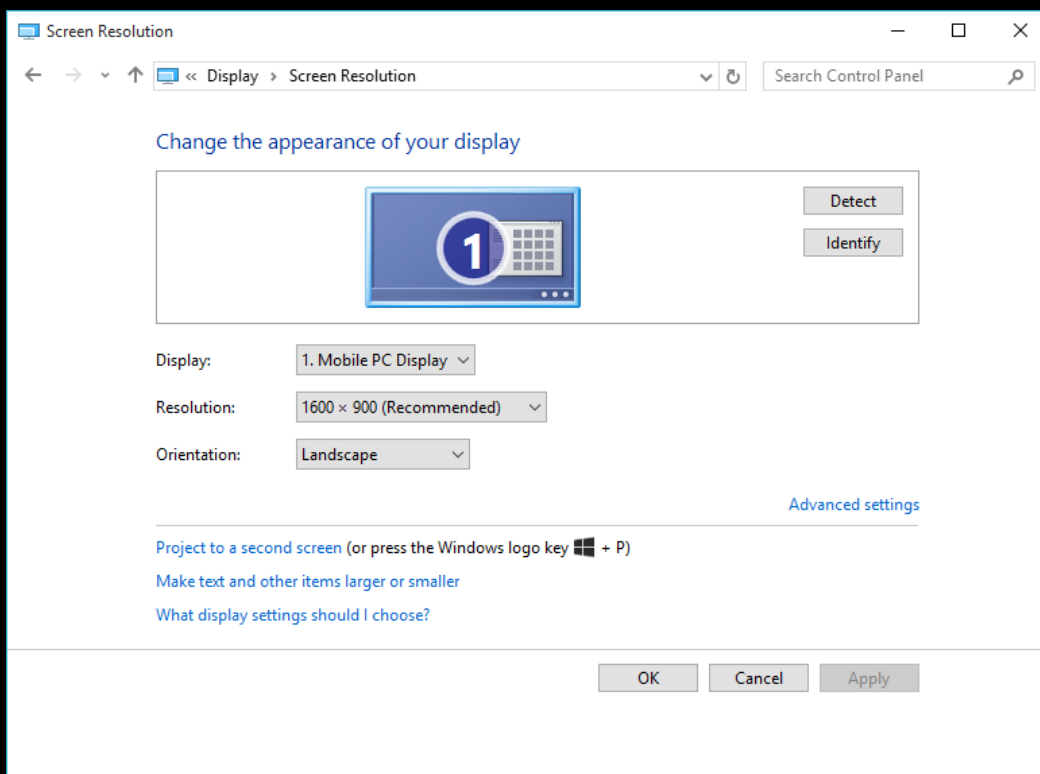 Screen Resolution
« Display > Screen Resolution
Search Control Panel
Change the appearance of your display
1
Detect
Identify
Display: 1. Mobile PC Display
Resolution: 1600 × 900 (Recommended)
Orientation: Landscape
Advanced settings
Project to a second screen (or press the Windows logo key + P)
Make text and other items larger or smaller
What display settings should I choose?
OK Cancel Apply